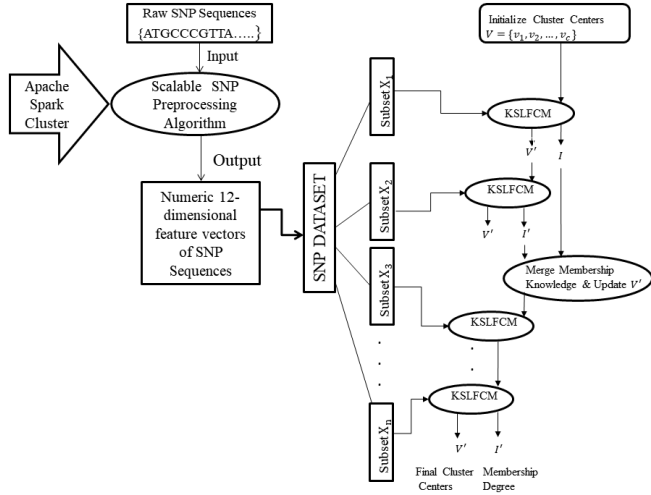 Raw SNP Sequences
{ATGCCCGTTA.....}
Input
Apache
Spark
Cluster
Scalable SNP
Preprocessing
Algorithm
Output
Numeric 12-
dimensional
feature vectors
of SNP
Sequences
SNP DATASET
Subset X1
Subset X2
Subset X3
Subset Xn
Initialize Cluster Centers
V = {v1, v2, ..., vc}
KSLFCM
V' I
KSLFCM
V' I'
Merge Membership
Knowledge & Update V'
KSLFCM
KSLFCM
V' I'
Final Cluster
Centers
Membership
Degree